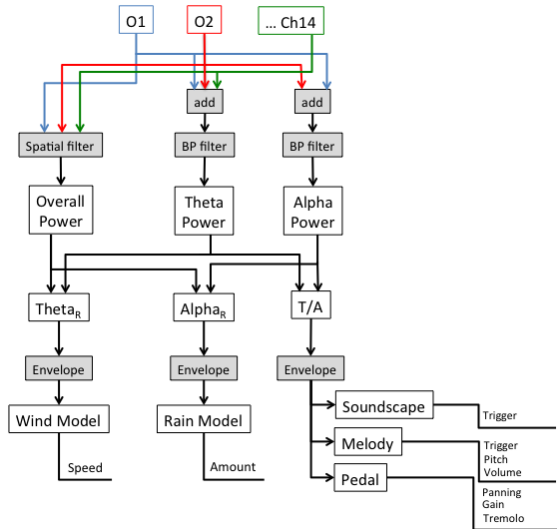 O1
O2
... Ch14
add
add
Spatial filter
BP filter
BP filter
Overall
Power
Theta
Power
Alpha
Power
ThetaR
AlphaR
T/A
Envelope
Envelope
Envelope
Wind Model
Rain Model
Soundscape
Trigger
Melody
Trigger
Pitch
Volume
Speed
Amount
Pedal
Panning
Gain
Tremolo